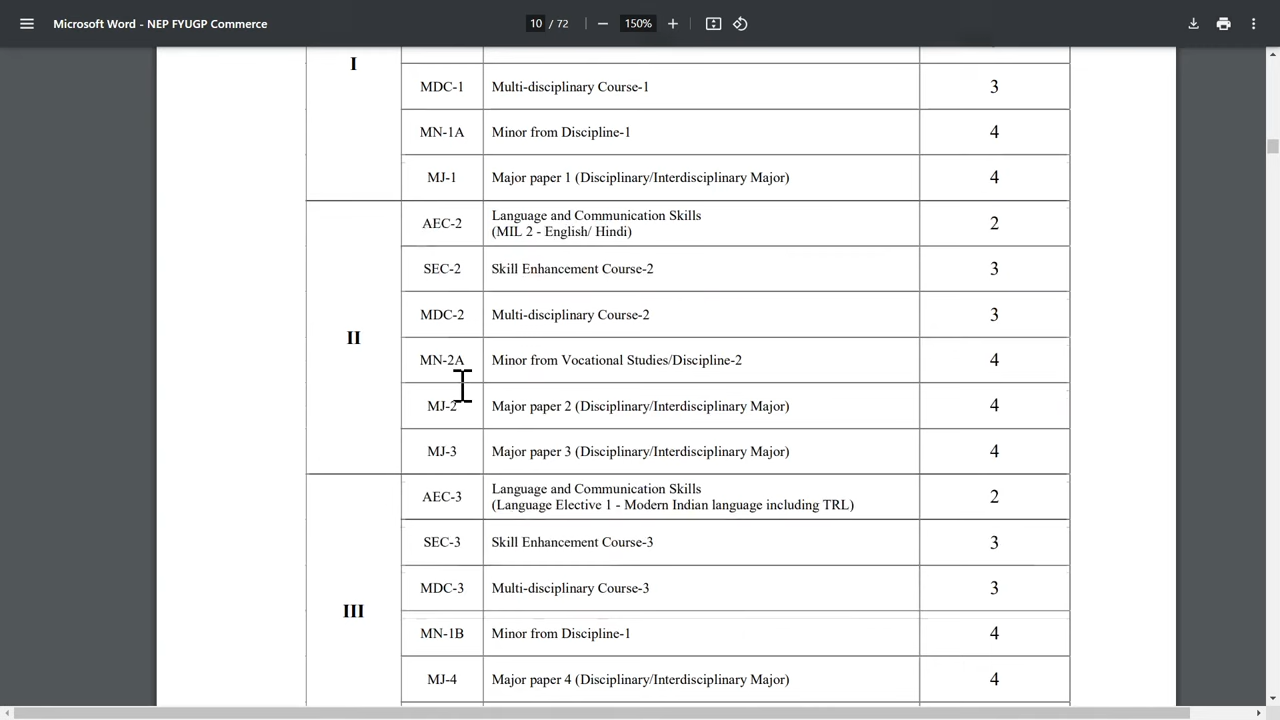 Microsoft Word - NEP FYUGP Commerce
10 / 72
150%
I
MDC-1 Multi-disciplinary Course-1 3
MN-1A Minor from Discipline-1 4
MJ-1 Major paper 1 (Disciplinary/Interdisciplinary Major) 4
II
AEC-2 Language and Communication Skills
(MIL 2 - English/ Hindi) 2
SEC-2 Skill Enhancement Course-2 3
MDC-2 Multi-disciplinary Course-2 3
MN-2A Minor from Vocational Studies/Discipline-2 4
MJ-2 Major paper 2 (Disciplinary/Interdisciplinary Major) 4
MJ-3 Major paper 3 (Disciplinary/Interdisciplinary Major) 4
III
AEC-3 Language and Communication Skills
(Language Elective 1 - Modern Indian language including TRL) 2
SEC-3 Skill Enhancement Course-3 3
MDC-3 Multi-disciplinary Course-3 3
MN-1B Minor from Discipline-1 4
MJ-4 Major paper 4 (Disciplinary/Interdisciplinary Major) 4